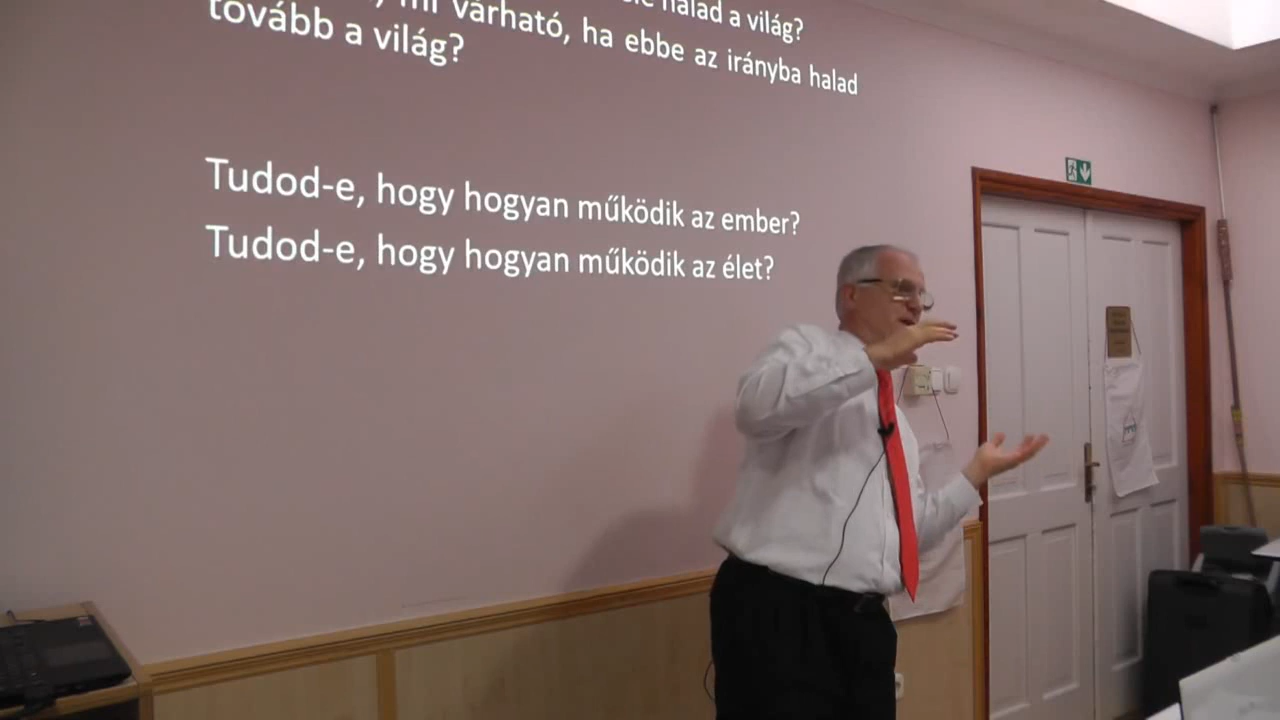 halad a világ?
mi várható, ha ebbe az irányba halad
tovább a világ?
Tudod-e, hogy hogyan működik az ember?
Tudod-e, hogy hogyan működik az élet?